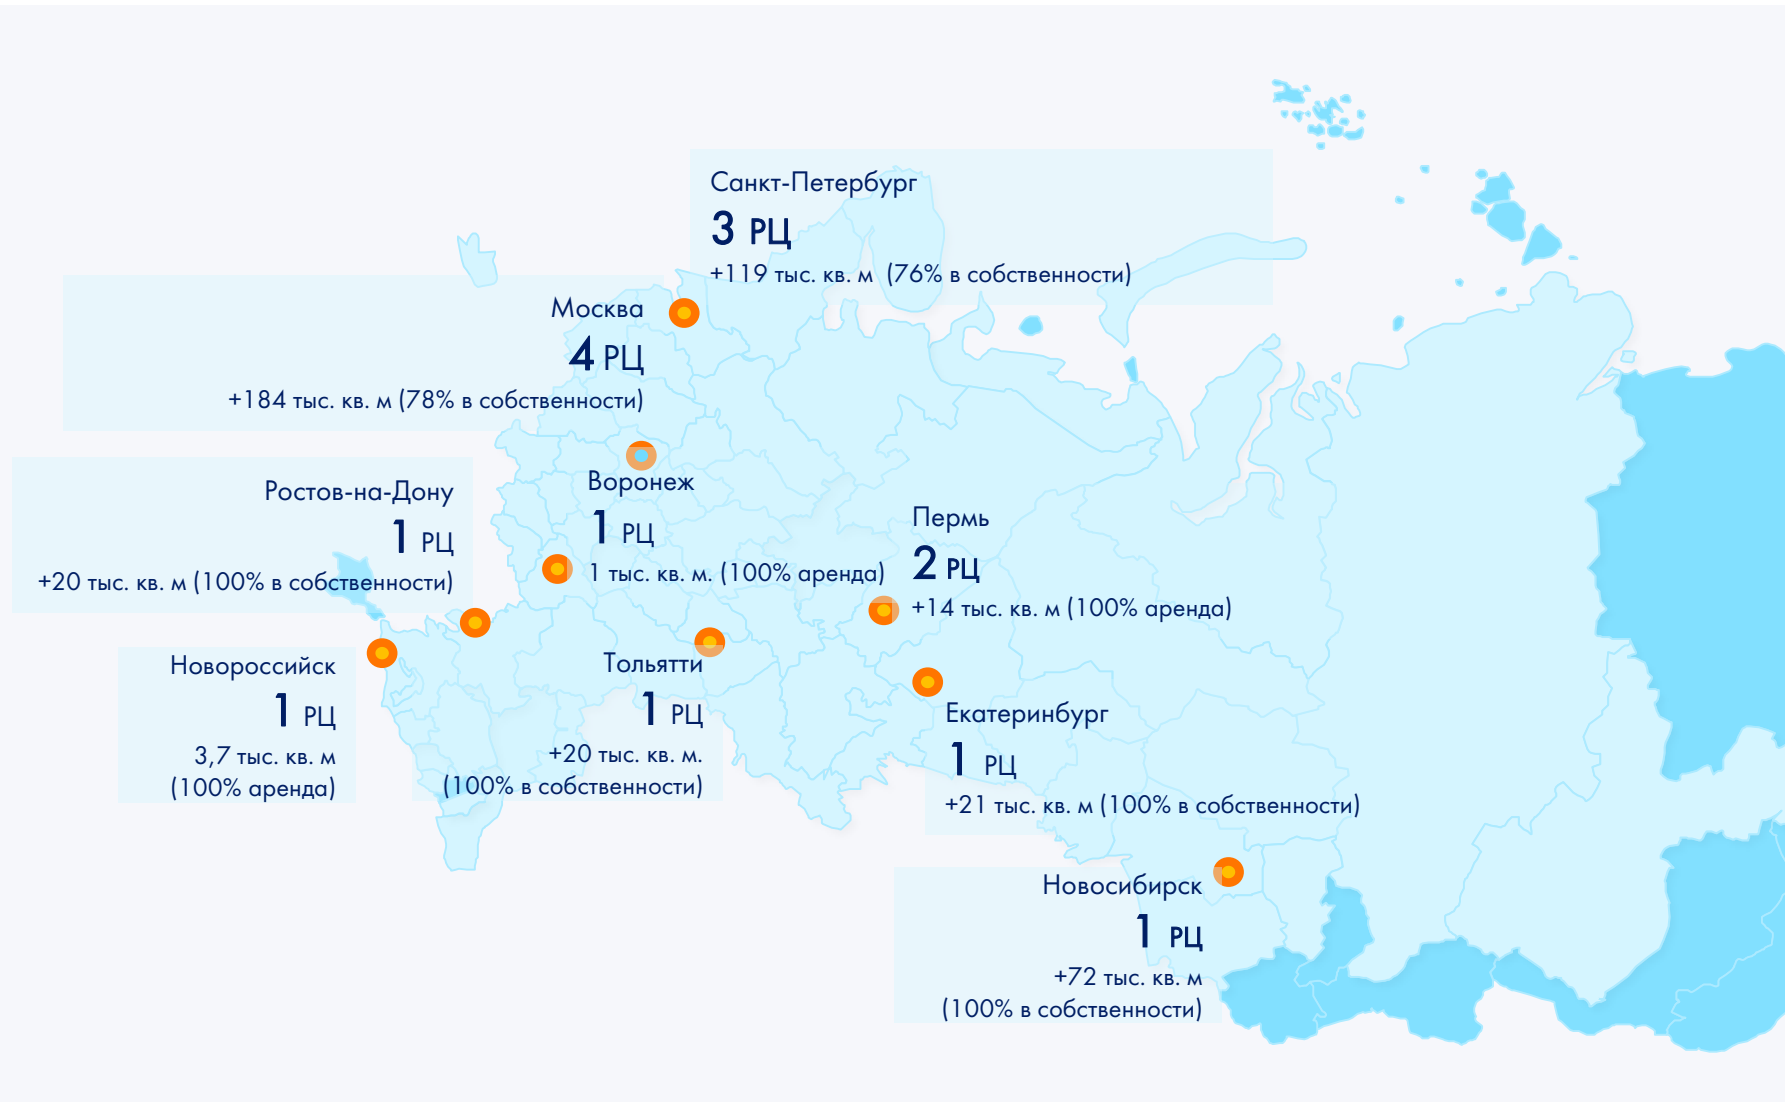 Санкт-Петербург
3 РЦ
+119 тыс. кв. м (76% в собственности)
Москва
4 РЦ
+184 тыс. кв. м (78% в собственности)
Ростов-на-Дону
1 РЦ
+20 тыс. кв. м (100% в собственности)
Воронеж
1 РЦ
1 тыс. кв. м. (100% аренда)
Пермь
2 РЦ
+14 тыс. кв. м (100% аренда)
Новороссийск
1 РЦ
3,7 тыс. кв. м
(100% аренда)
Тольятти
1 РЦ
+20 тыс. кв. м.
(100% в собственности)
Екатеринбург
1 РЦ
+21 тыс. кв. м (100% в собственности)
Новосибирск
1 РЦ
+72 тыс. кв. м
(100% в собственности)